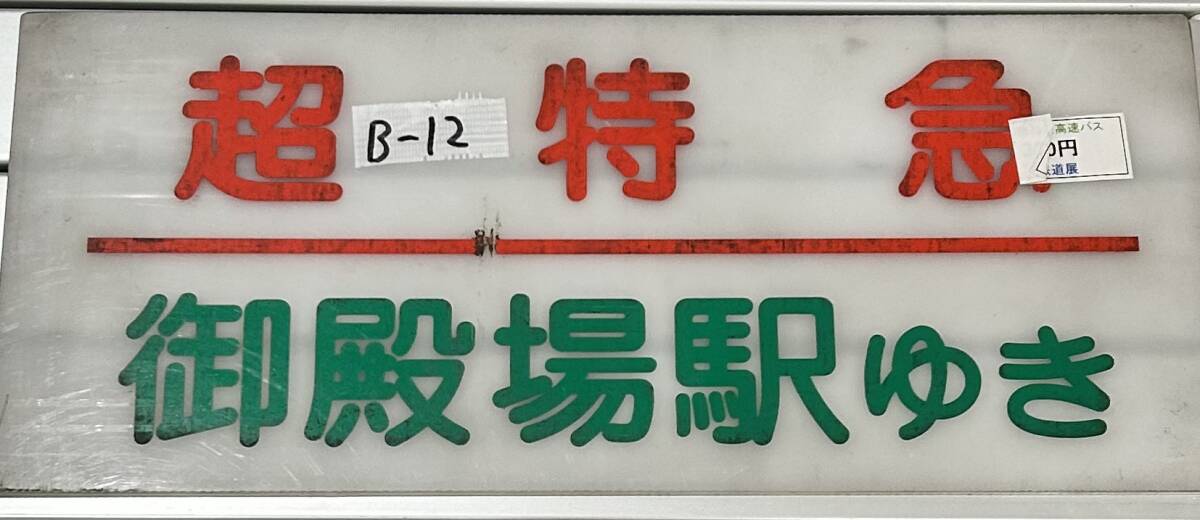 超特急
B-12
高速バス
0円
道展
御殿場駅ゆき